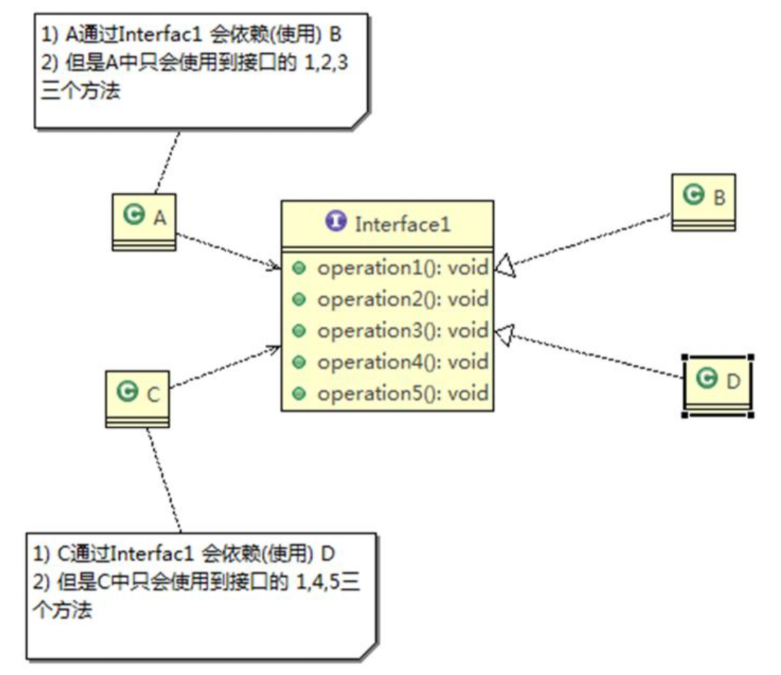 1) A通过Interfac1 会依赖(使用) B
2) 但是A中只会使用到接口的 1,2,3
三个方法
C A
C B
I Interface1
operation1(): void
operation2(): void
operation3(): void
operation4(): void
operation5(): void
C C
C D
1) C通过Interfac1 会依赖(使用) D
2) 但是C中只会使用到接口的 1,4,5三
个方法